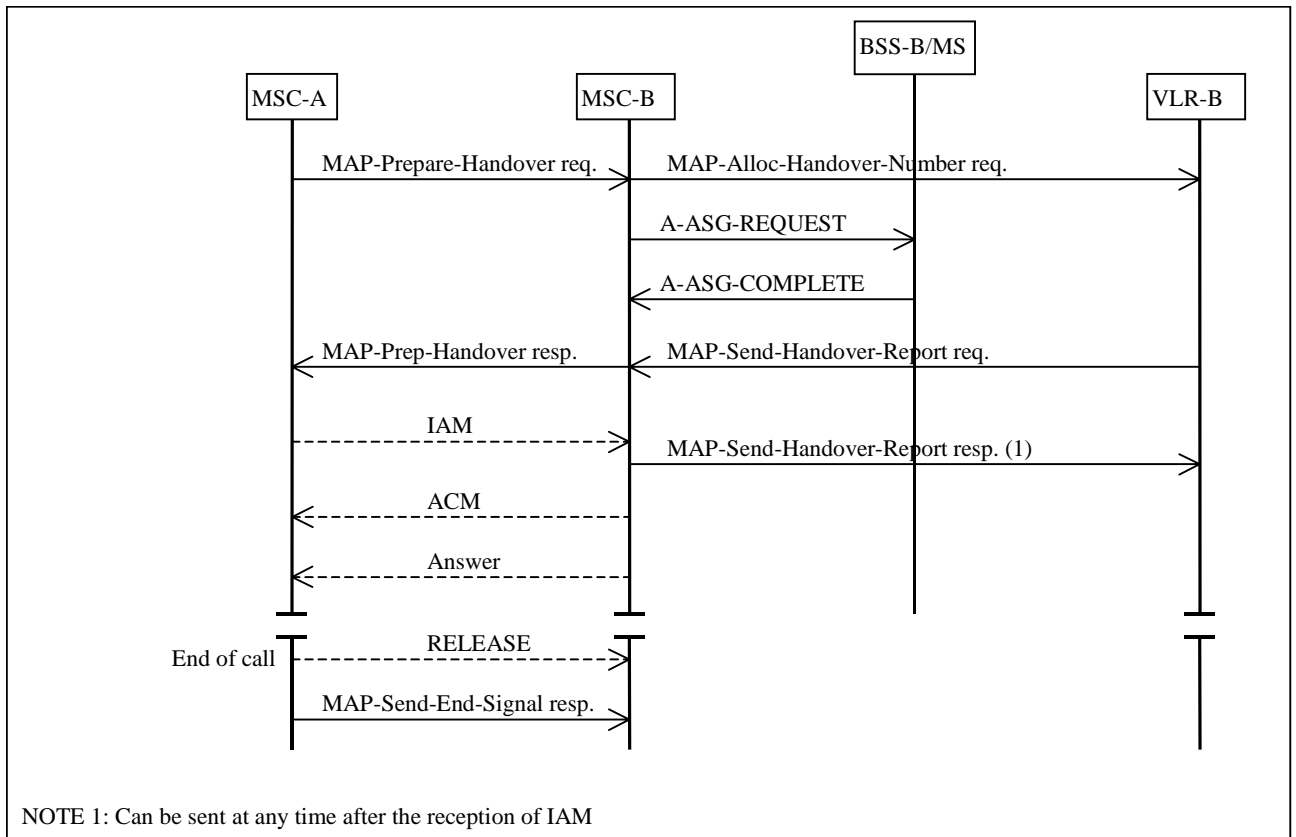 BSS-B/MS
MSC-A MSC-B VLR-B
MAP-Prepare-Handover req. MAP-Alloc-Handover-Number req.
A-ASG-REQUEST
A-ASG-COMPLETE
MAP-Prep-Handover resp. MAP-Send-Handover-Report req.
IAM
MAP-Send-Handover-Report resp. (1)
ACM
Answer
RELEASE
End of call
MAP-Send-End-Signal resp.
NOTE 1: Can be sent at any time after the reception of IAM